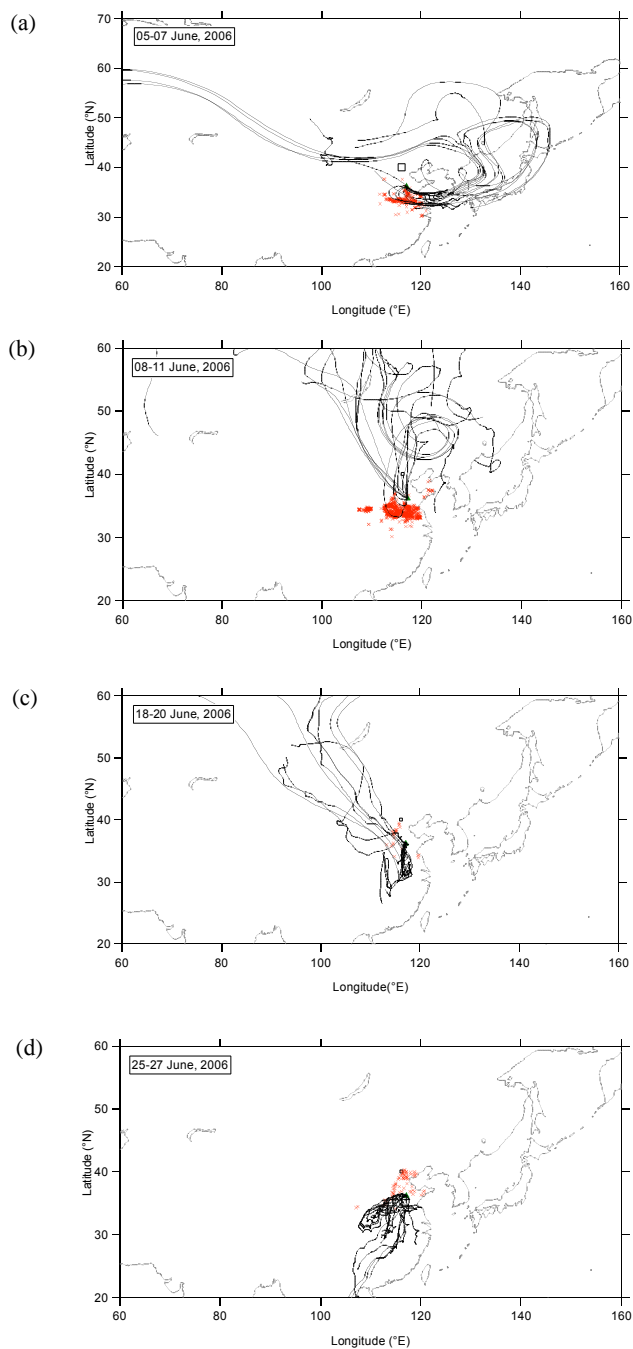 (a)
05-07 June, 2006
70
60
50
40
30
20
Latitude (°N)
60 80 100 120 140 160
Longitude (°E)
(b)
08-11 June, 2006
60
50
40
30
20
Latitude (°N)
60 80 100 120 140 160
Longitude (°E)
(c)
18-20 June, 2006
60
50
40
30
20
Latitude (°N)
60 80 100 120 140 160
Longitude(°E)
(d)
25-27 June, 2006
60
50
40
30
20
Latitude (°N)
60 80 100 120 140 160
Longitude (°E)